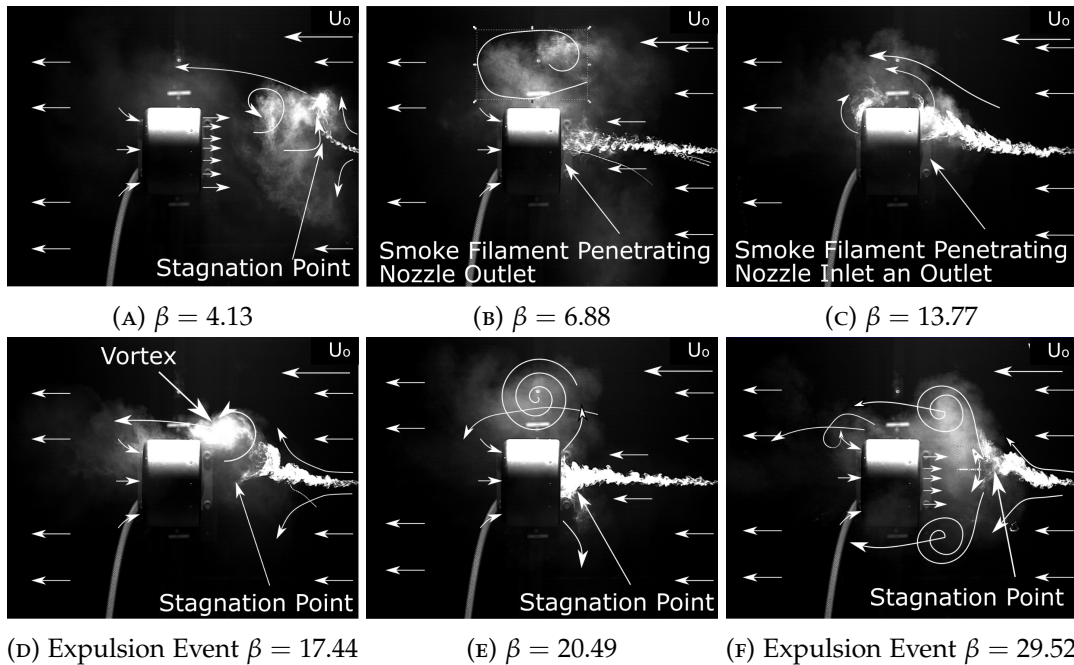 U₀
U₀
U₀
Stagnation Point
Smoke Filament Penetrating
Nozzle Outlet
Smoke Filament Penetrating
Nozzle Inlet an Outlet
(A) β = 4.13
(B) β = 6.88
(C) β = 13.77
Vortex
U₀
U₀
U₀
Stagnation Point
Stagnation Point
Stagnation Point
(D) Expulsion Event β = 17.44
(E) β = 20.49
(F) Expulsion Event β = 29.52